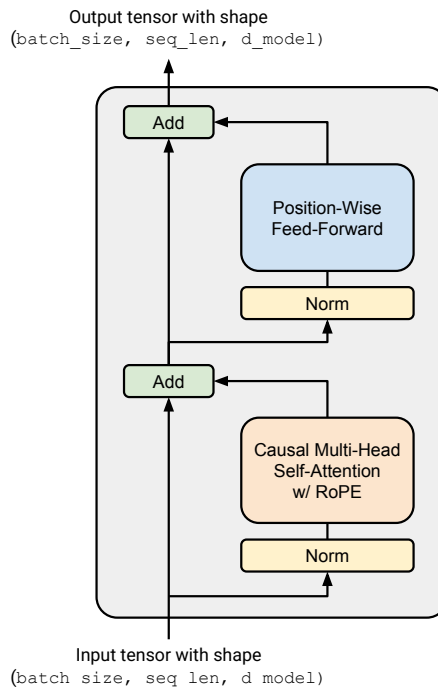 Output tensor with shape
(batch_size, seq_len, d_model)
Add
Position-Wise
Feed-Forward
Norm
Add
Causal Multi-Head
Self-Attention
w/ RoPE
Norm
Input tensor with shape
(batch_size, seq_len, d_model)